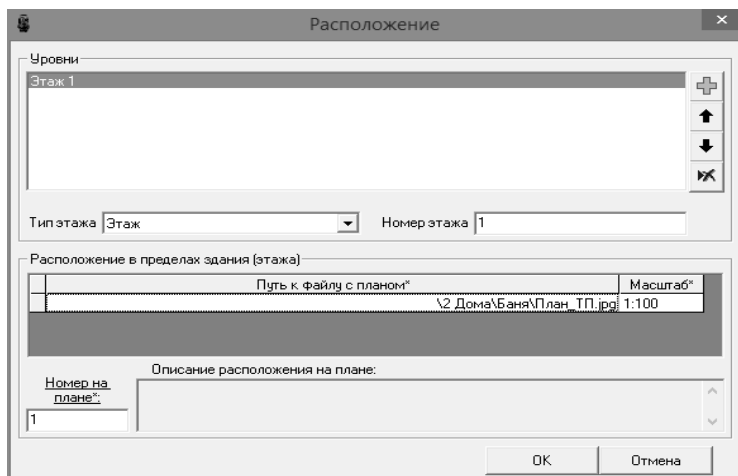 Расположение
Уровни
Этаж 1
Тип этажа Этаж Номер этажа 1
Расположение в пределах здания (этажа)
Путь к файлу с планом* Масштаб*
\2 Дома\Баня\План_ТП.jpg 1:100
Описание расположения на плане:
Номер на
плане*:
1
OK Отмена